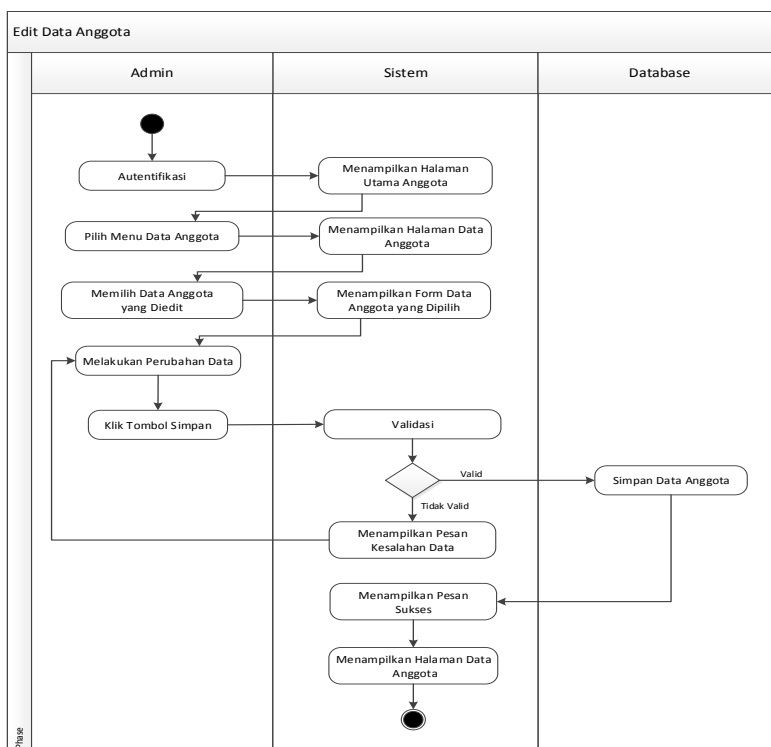 Edit Data Anggota
Admin
Sistem
Database
Autentifikasi
Menampilkan Halaman
Utama Anggota
Pilih Menu Data Anggota
Menampilkan Halaman Data
Anggota
Memilih Data Anggota
yang Diedit
Menampilkan Form Data
Anggota yang Dipilih
Melakukan Perubahan Data
Klik Tombol Simpan
Validasi
Valid
Simpan Data Anggota
Tidak Valid
Menampilkan Pesan
Kesalahan Data
Menampilkan Pesan
Sukses
Menampilkan Halaman Data
Anggota
Phase